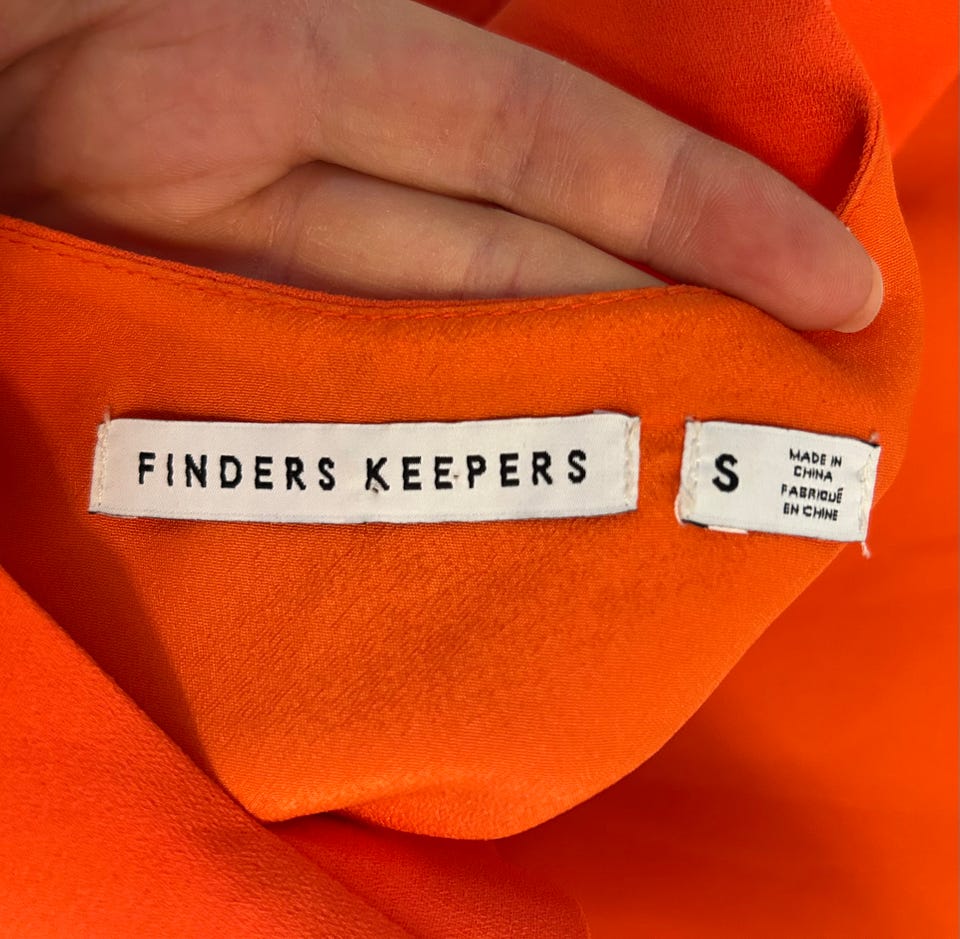 FINDERS KEEPERS
S
MADE IN
CHINA
FABRIQUÉ
EN CHINE